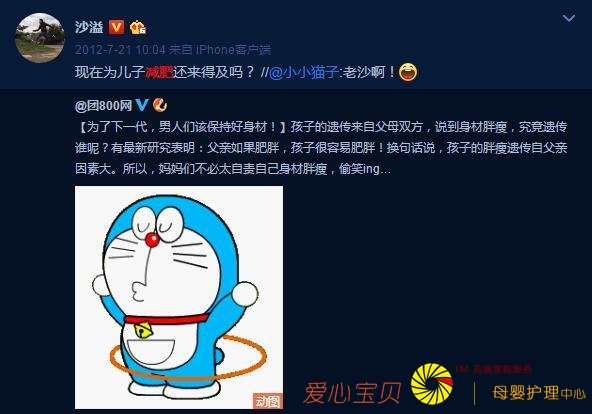 沙溢
2012-7-21 10:04 来自 iPhone客户端
现在为儿子减肥还来得及吗？ //@小小猫子:老沙啊！
@团800网
【为了下一代，男人们该保持好身材！】孩子的遗传来自父母双方，说到身材胖瘦，究竟遗传
谁呢？有最新研究表明：父亲如果肥胖，孩子很容易肥胖！换句话说，孩子的胖瘦遗传自父亲
因素大。所以，妈妈们不必太自责自己身材胖瘦，偷笑ing...
动图
爱心宝贝
TM 高端家庭服务
母婴护理中心